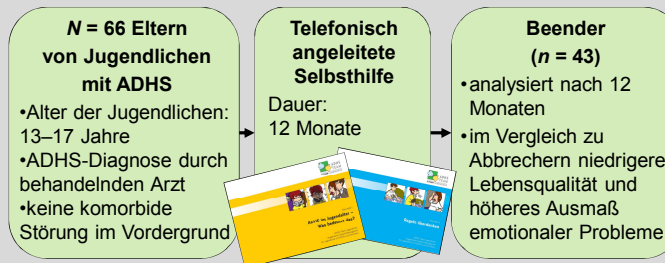 N = 66 Eltern
von Jugendlichen
mit ADHS
•Alter der Jugendlichen:
13–17 Jahre
•ADHS-Diagnose durch
behandelnden Arzt
•keine komorbide
Störung im Vordergrund
Telefonisch
angeleitete
Selbsthilfe
Dauer:
12 Monate
Beender
(n = 43)
•analysiert nach 12
Monaten
•im Vergleich zu
Abbrechern niedrigere
Lebensqualität und
höheres Ausmaß
emotionaler Probleme